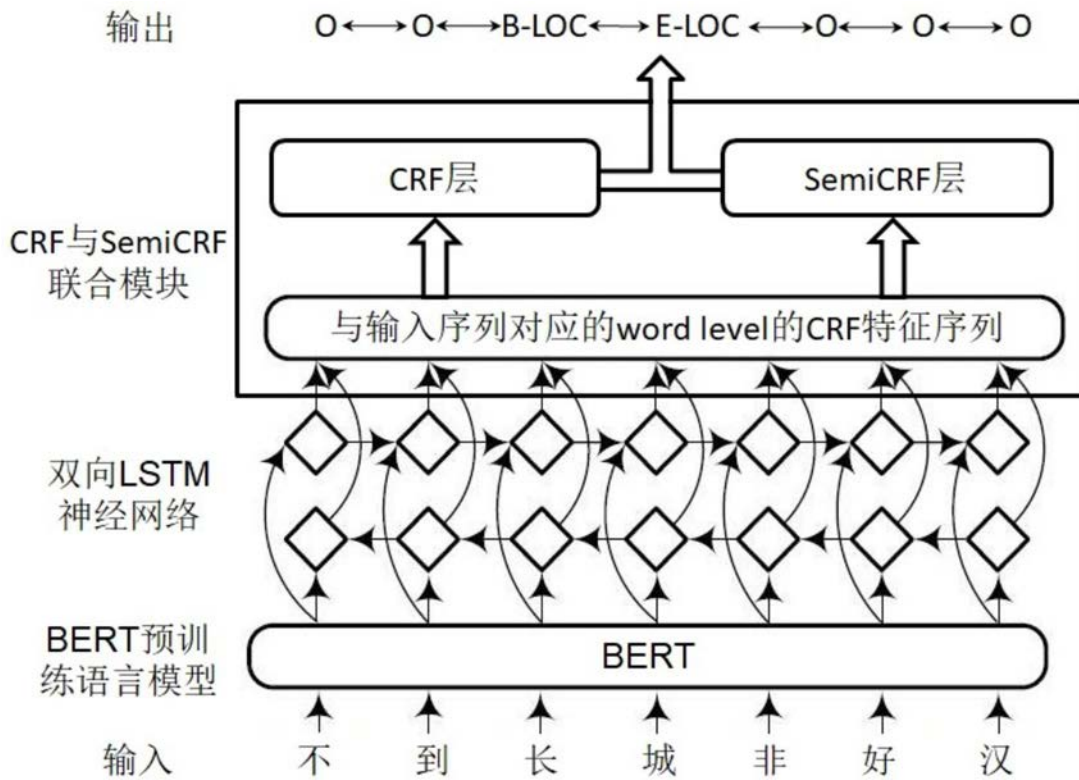 输出 O O B-LOC E-LOC O O O
CRF层 SemiCRF层
CRF与SemiCRF
联合模块
与输入序列对应的word level的CRF特征序列
双向LSTM
神经网络
BERT预训
练语言模型
BERT
输入 不 到 长 城 非 好 汉